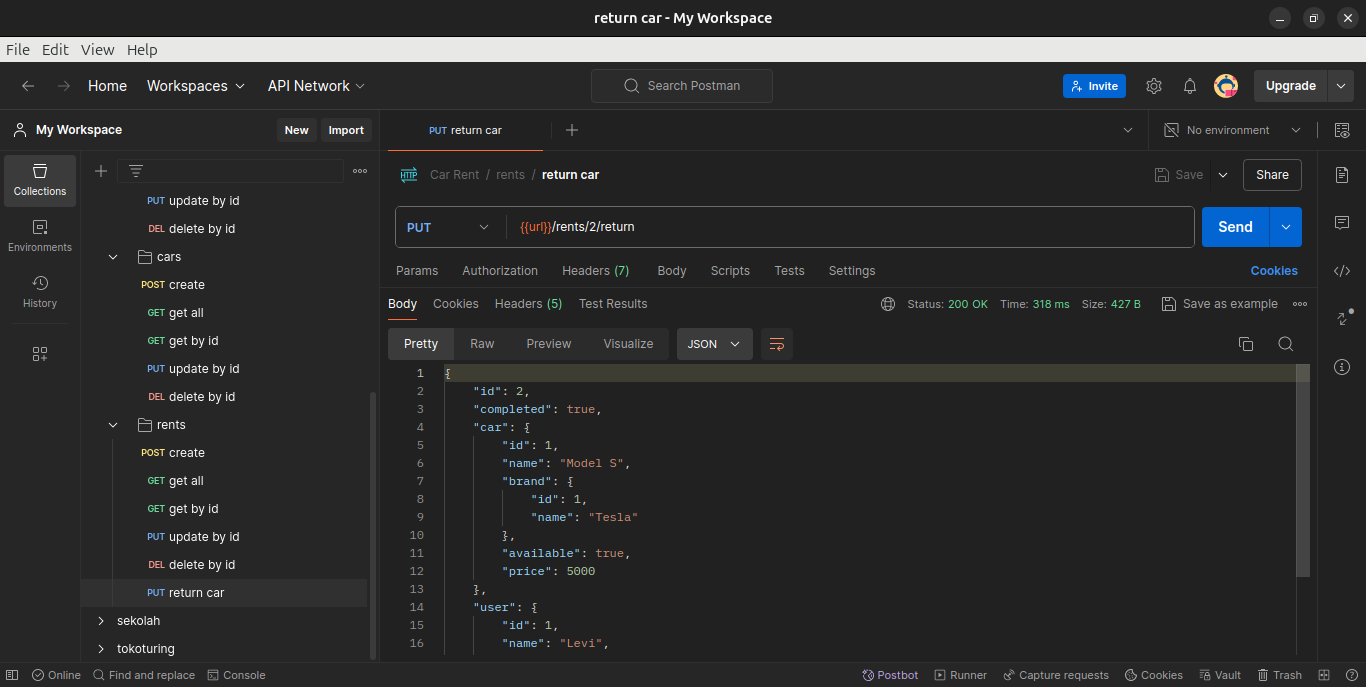 return car - My Workspace
File Edit View Help
Home Workspaces API Network Search Postman Invite Upgrade
My Workspace New Import
PUT return car No environment
Collections
Environments
History
PUT update by id
DEL delete by id
cars
POST create
GET get all
GET get by id
PUT update by id
DEL delete by id
rents
POST create
GET get all
GET get by id
PUT update by id
DEL delete by id
PUT return car
sekolah
tokoturing
HTTP Car Rent / rents / return car Save Share
PUT {{url}}/rents/2/return Send
Params Authorization Headers (7) Body Scripts Tests Settings Cookies
Body Cookies Headers (5) Test Results Status: 200 OK Time: 318 ms Size: 427 B Save as example
Pretty Raw Preview Visualize JSON
1 {
2 "id": 2,
3 "completed": true,
4 "car": {
5 "id": 1,
6 "name": "Model S",
7 "brand": {
8 "id": 1,
9 "name": "Tesla"
10 },
11 "available": true,
12 "price": 5000
13 },
14 "user": {
15 "id": 1,
16 "name": "Levi",
Online Find and replace Console Postbot Runner Capture requests Cookies Vault Trash